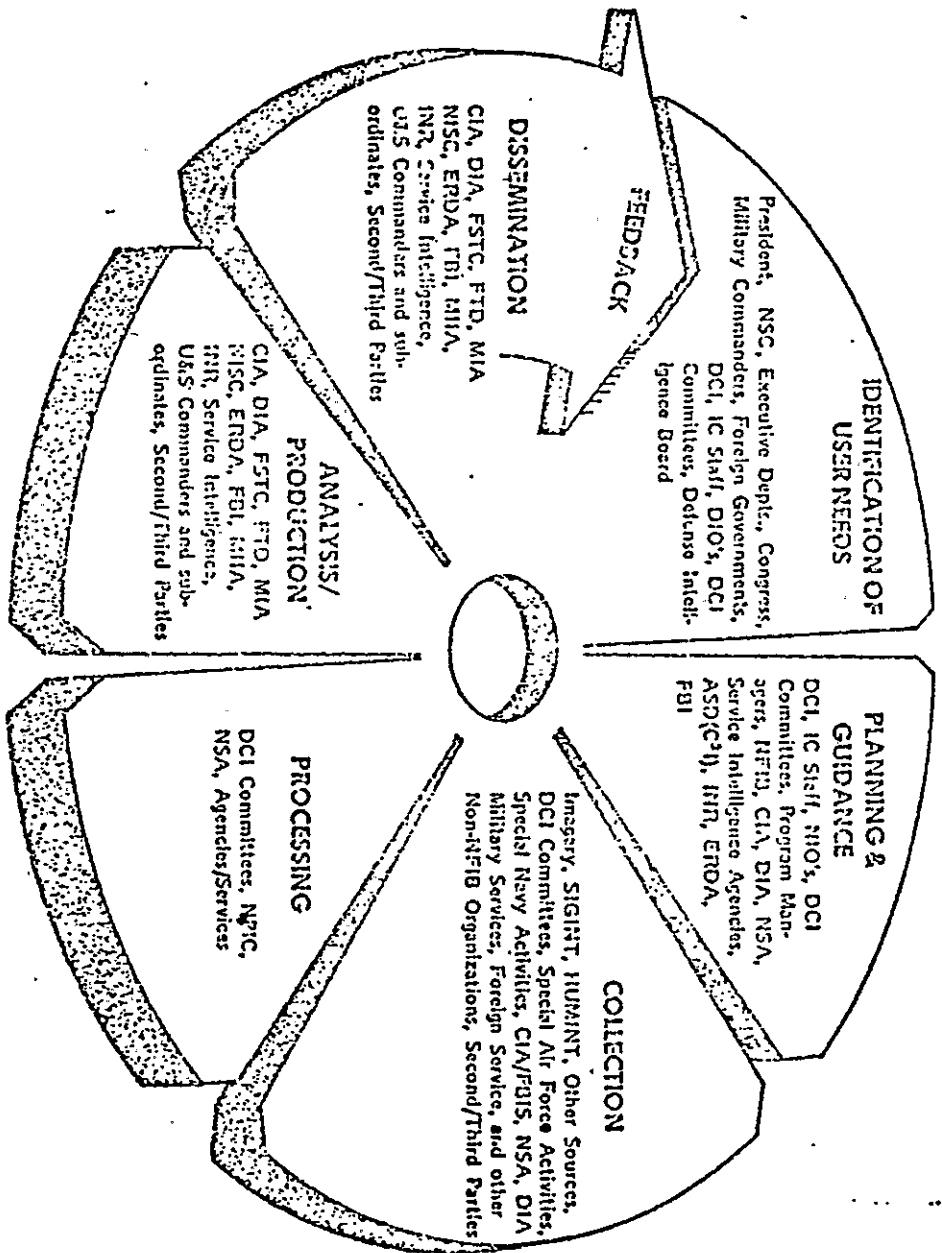 IDENTIFICATION OF
USER NEEDS
President, NSC, Executive Depts., Congress,
Military Commanders, Foreign Governments,
DCI, IC Staff, DIO's, DCI
Committees, Defense Intelli-
gence Board
PLANNING &
GUIDANCE
DCI, IC Staff, NIO's, DCI
Committees, Program Man-
agers, NFIB, CIA, DIA, NSA,
Service Intelligence Agencies,
ASD(C³I), INR, ERDA,
FBI
COLLECTION
Imagery, SIGINT, HUMINT, Other Sources,
DCI Committees, Special Air Force Activities,
Special Navy Activities, CIA/FBIS, NSA, DIA
Military Services, Foreign Service, and other
Non-NFIB Organizations, Second/Third Parties
PROCESSING
DCI Committees, NPIC,
NSA, Agencies/Services
ANALYSIS/
PRODUCTION
CIA, DIA, FSTC, FTD, MIA
NISC, ERDA, FBI,
INR, Service Intelligence,
U&S Commanders and sub-
ordinates, Second/Third Parties
DISSEMINATION
CIA, DIA, FSTC, FTD, MIA
NISC, ERDA, FBI,
INR, Service Intelligence,
U&S Commanders and sub-
ordinates, Second/Third Parties
FEEDBACK